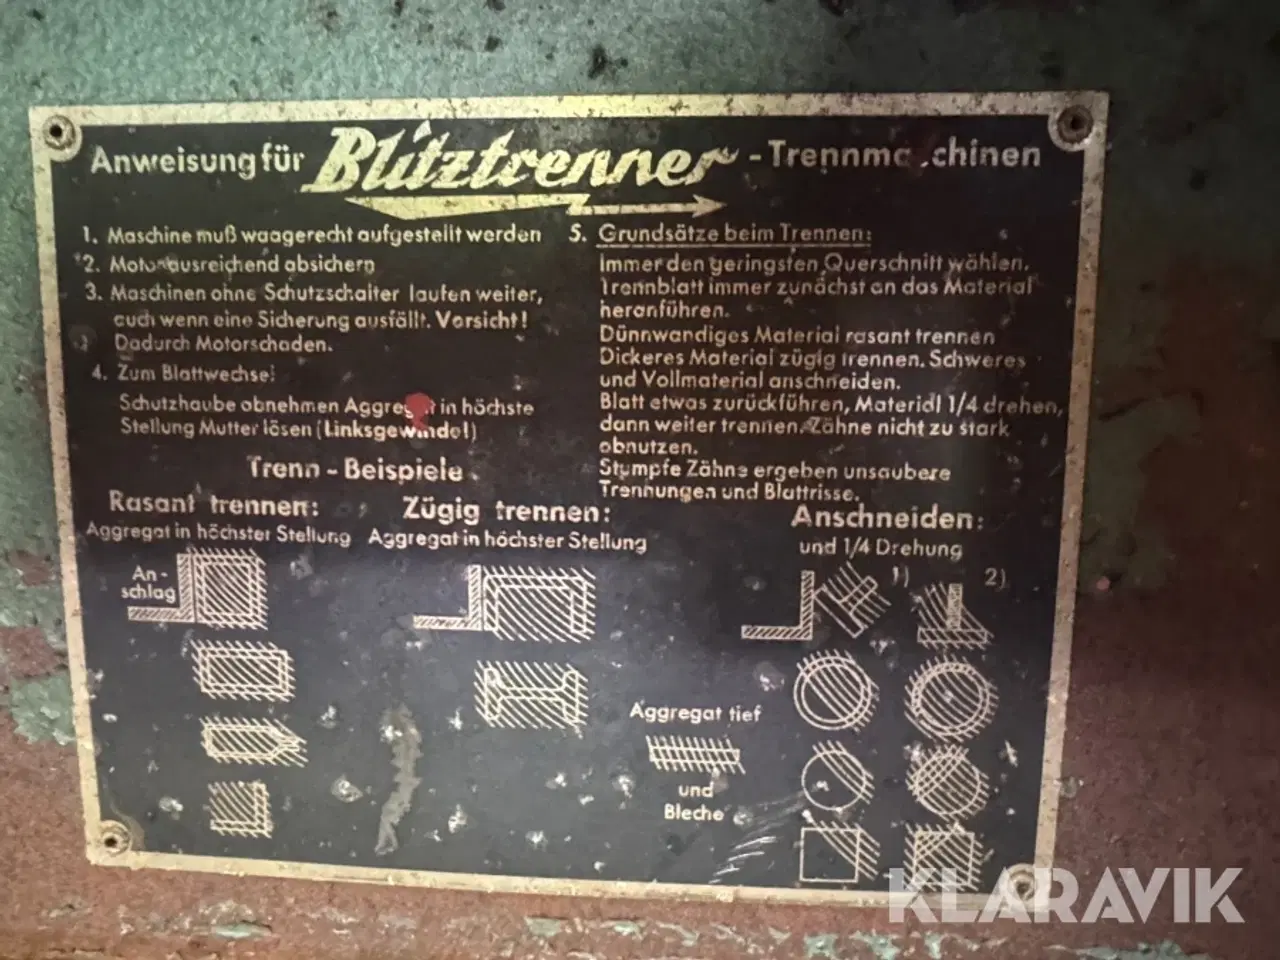 Anweisung für Blitztrenner - Trennmaschinen
1. Maschine muß waagerecht aufgestellt werden
2. Motor ausreichend absichern
3. Maschinen ohne Schutzschalter laufen weiter,
auch wenn eine Sicherung ausfällt. Vorsicht!
Dadurch Motorschaden.
4. Zum Blattwechsel
Schutzhaube abnehmen Aggregat in höchste
Stellung Mutter lösen (Linksgewinde!)
5. Grundsätze beim Trennen:
Immer den geringsten Querschnitt wählen.
Trennblatt immer zunächst an das Material
heranführen.
Dünnwandiges Material rasant trennen
Dickeres Material zügig trennen. Schweres
und Vollmaterial anschneiden.
Blatt etwas zurückführen, Material 1/4 drehen,
dann weiter trennen. Zähne nicht zu stark
abnutzen.
Stumpfe Zähne ergeben unsaubere
Trennungen und Blattrisse.
Trenn - Beispiele
Rasant trennen:
Aggregat in höchster Stellung
An-
schlag
Zügig trennen:
Aggregat in höchster Stellung
Anschneiden:
und 1/4 Drehung
1) 2)
Aggregat tief
und
Bleche
KLARAVIK